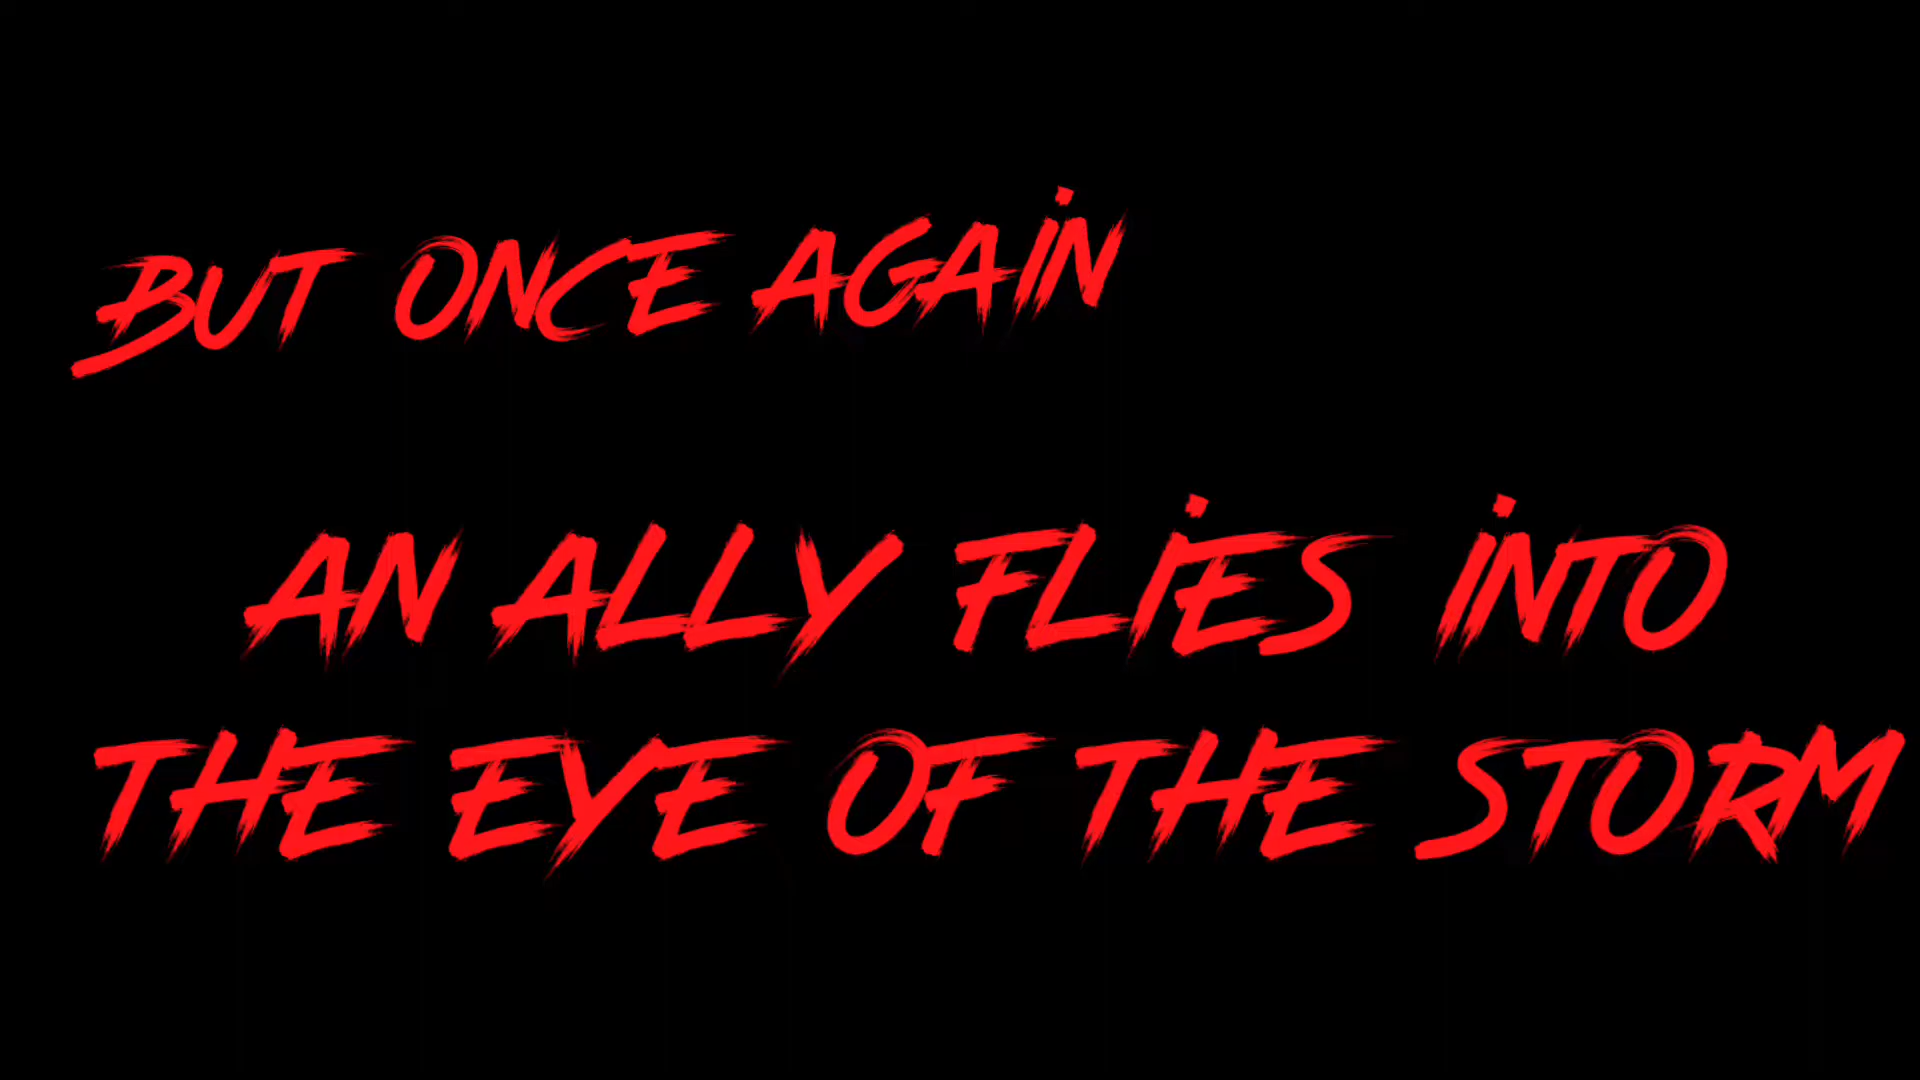 BUT ONCE AGAiN
AN ALLY FLiES iNTO
THE EYE OF THE STORM